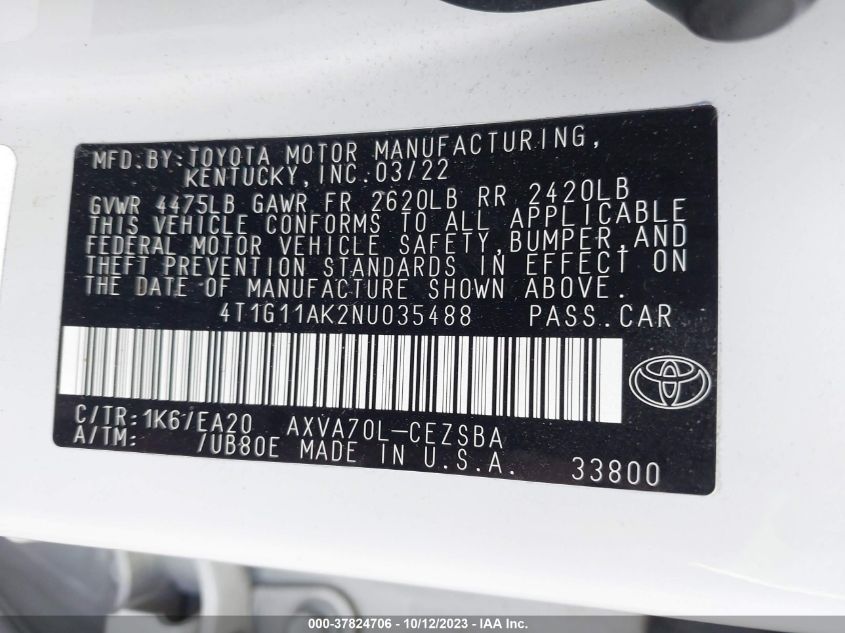 MFD.BY:TOYOTA MOTOR MANUFACTURING,
KENTUCKY,INC.03/22
GVWR 4475LB GAWR FR 2620LB RR 2420LB
THIS VEHICLE CONFORMS TO ALL APPLICABLE
FEDERAL MOTOR VEHICLE SAFETY,BUMPER,AND
THEFT PREVENTION STANDARDS IN EFFECT ON
THE DATE OF MANUFACTURE SHOWN ABOVE.
4T1G11AK2NU035488 PASS.CAR
C/TR:1K6/EA20 AXVA70L-CEZSBA
A/TM: /UB80E MADE IN U.S.A. 33800
000-37824706 - 10/12/2023 - IAA Inc.